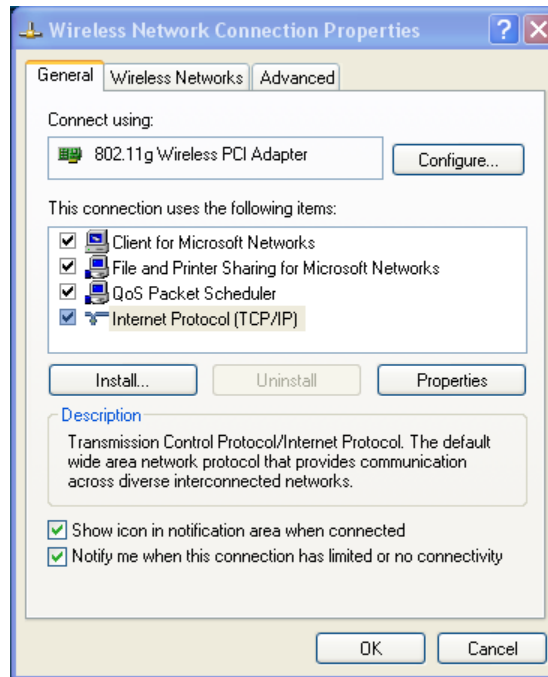 Wireless Network Connection Properties
General Wireless Networks Advanced
Connect using:
802.11g Wireless PCI Adapter Configure...
This connection uses the following items:
Client for Microsoft Networks
File and Printer Sharing for Microsoft Networks
QoS Packet Scheduler
Internet Protocol (TCP/IP)
Install... Uninstall Properties
Description
Transmission Control Protocol/Internet Protocol. The default
wide area network protocol that provides communication
across diverse interconnected networks.
Show icon in notification area when connected
Notify me when this connection has limited or no connectivity
OK Cancel